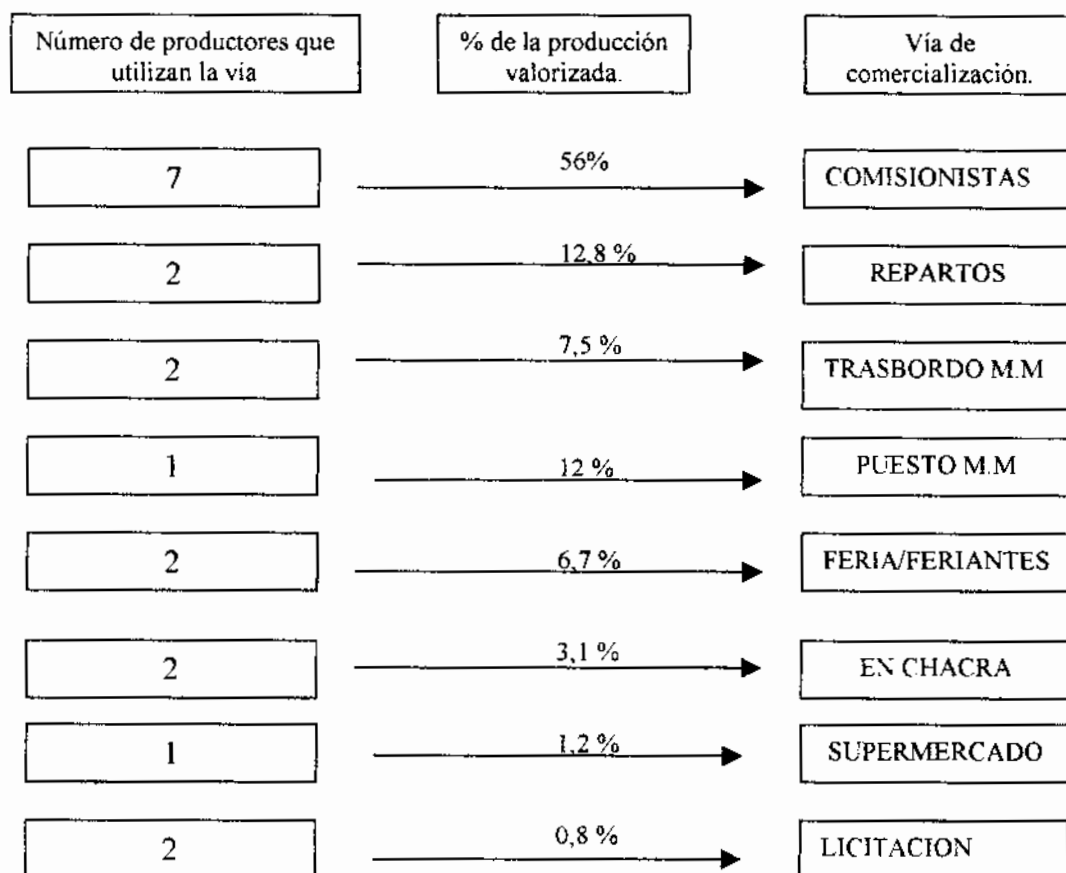 Número de productores que
utilizan la vía
% de la producción
valorizada.
Vía de
comercialización.
7
56%
COMISIONISTAS
2
12,8 %
REPARTOS
2
7,5 %
TRASBORDO M.M
1
12 %
PUESTO M.M
2
6,7 %
FERIA/FERIANTES
2
3,1 %
EN CHACRA
1
1,2 %
SUPERMERCADO
2
0,8 %
LICITACION